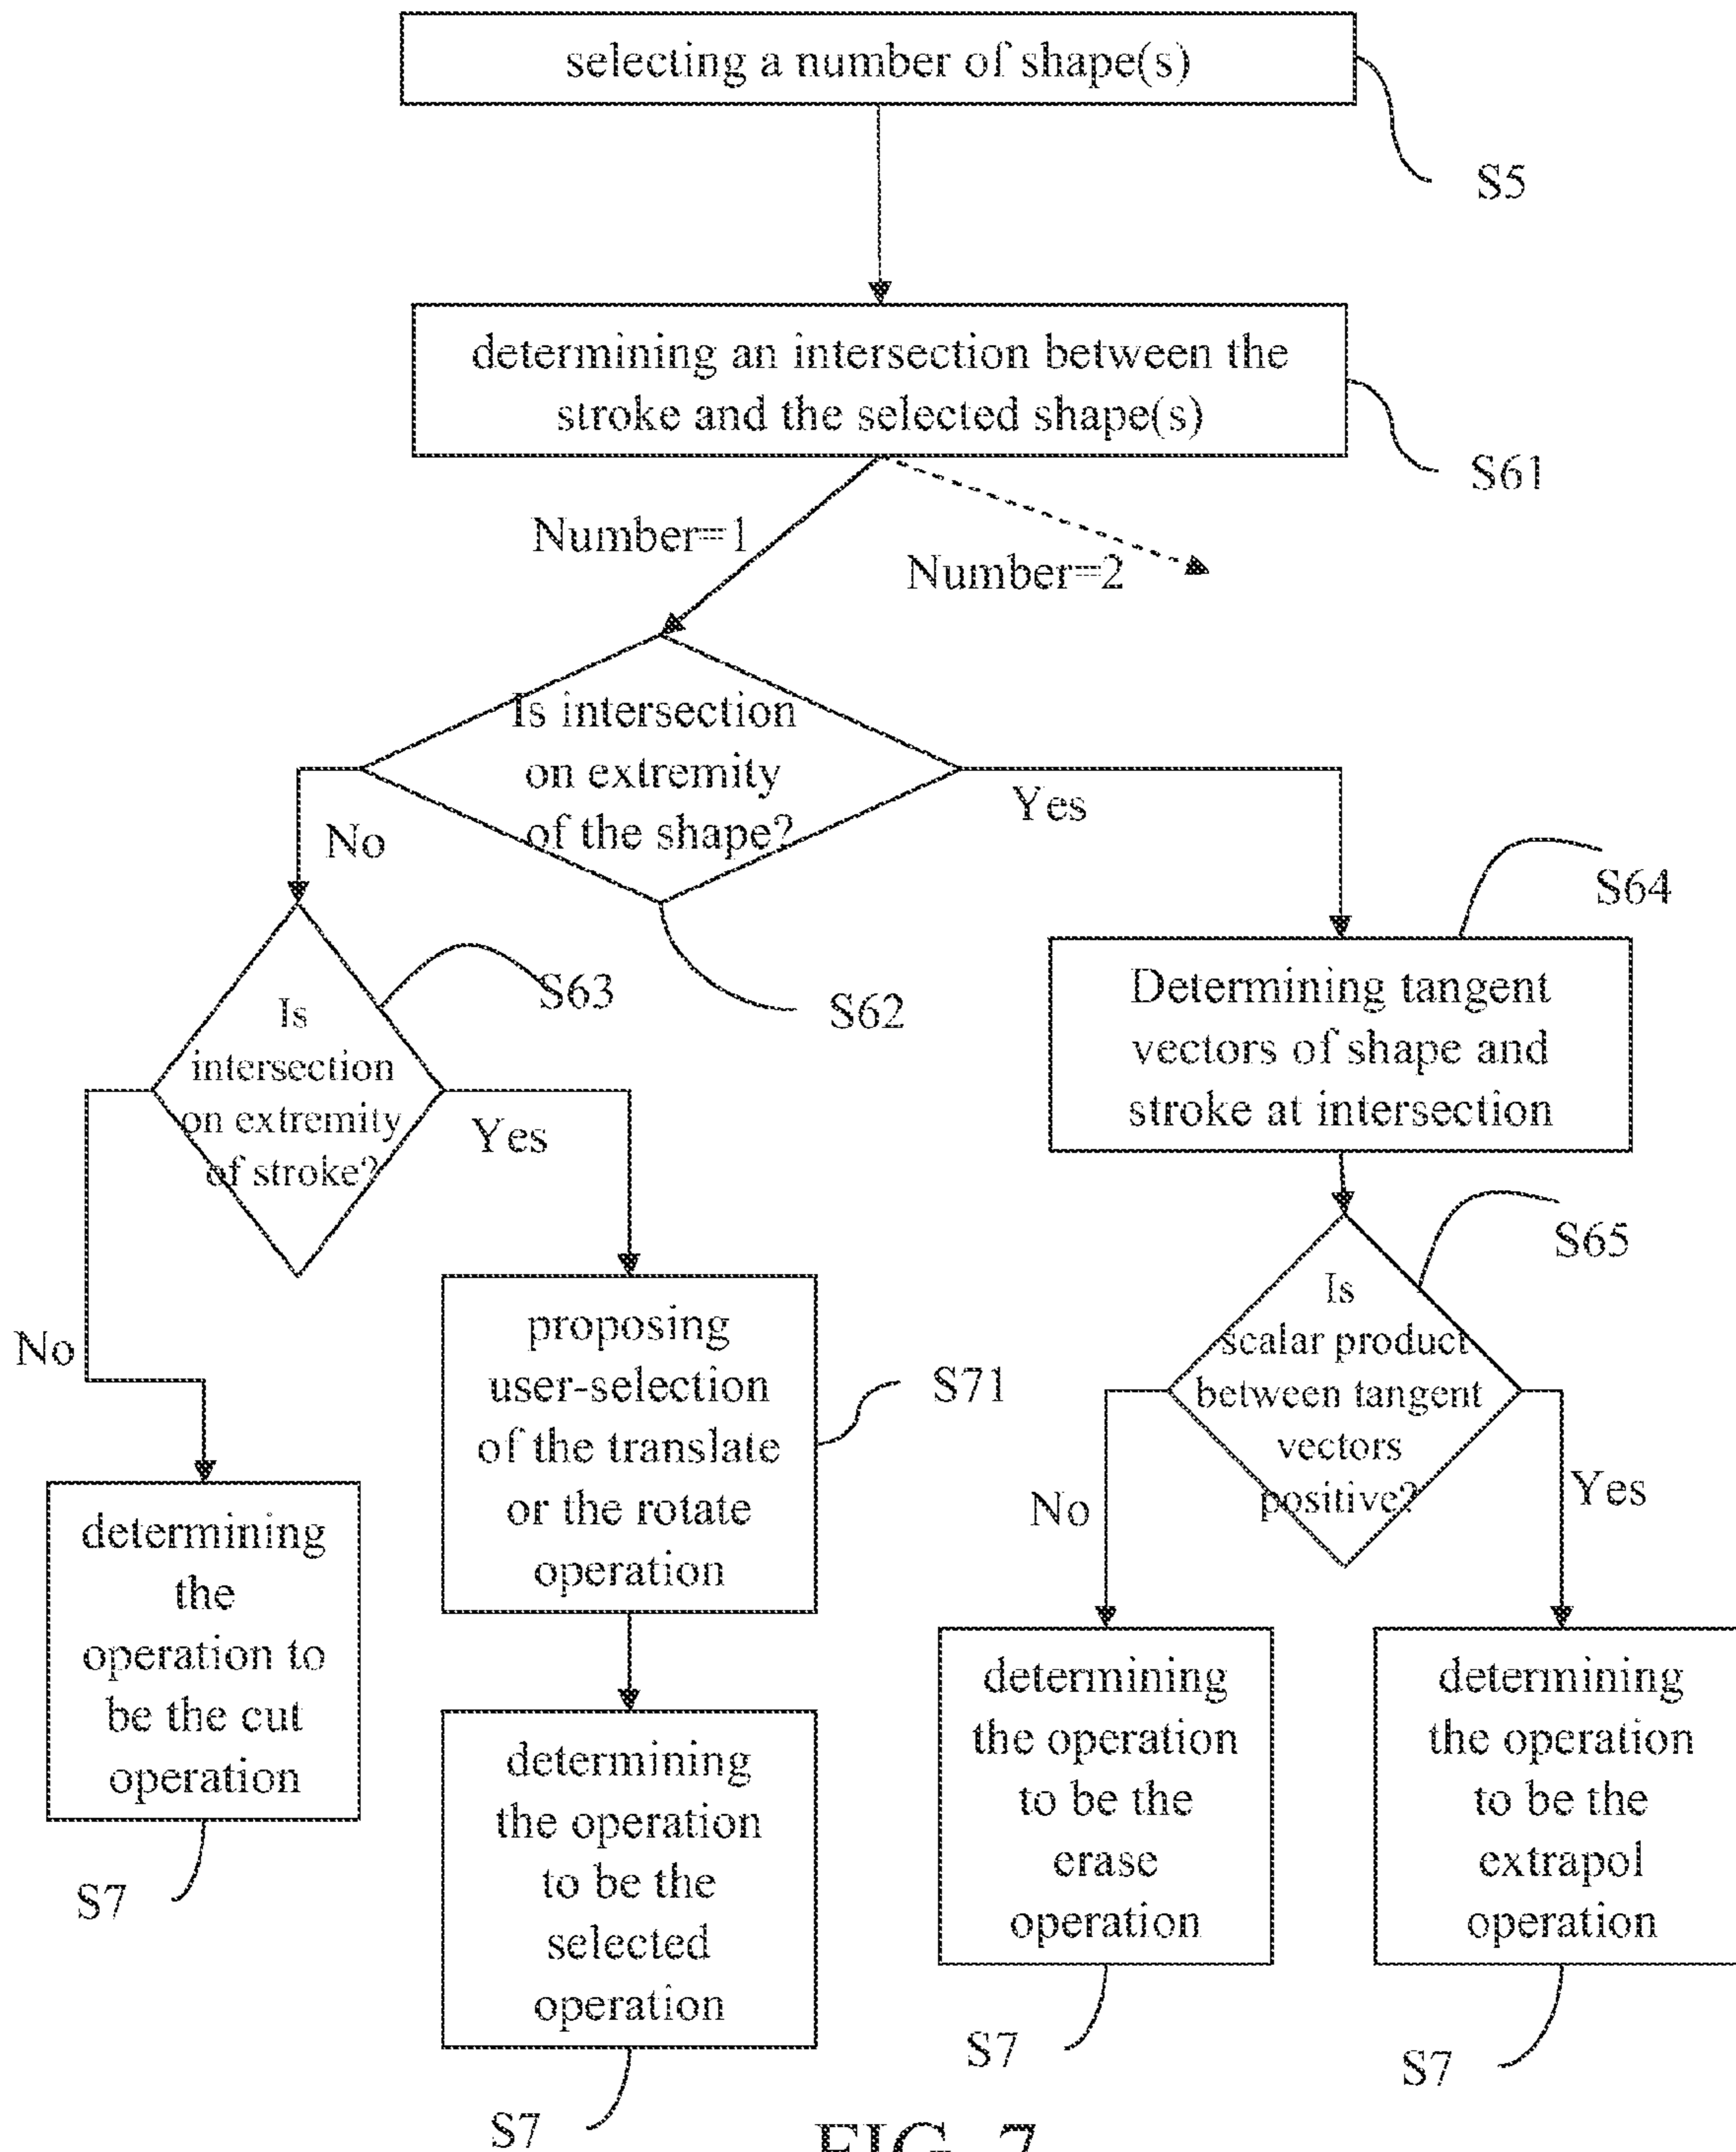 selecting a number of shape(s)
S5
determining an intersection between the
stroke and the selected shape(s)
S61
Number=1
Number=2
Is intersection
on extremity
of the shape?
No
Yes
S62
S64
S63
Is
intersection
on extremity
of stroke?
No
Yes
Determining tangent
vectors of shape and
stroke at intersection
S65
Is
scalar product
between tangent
vectors
positive?
No
Yes
proposing
user-selection
of the translate
or the rotate
operation
S71
determining
the
operation to
be the cut
operation
S7
determining
the operation
to be the
selected
operation
S7
determining
the operation
to be the
erase
operation
S7
determining
the operation
to be the
extrapol
operation
S7
FIG. 7